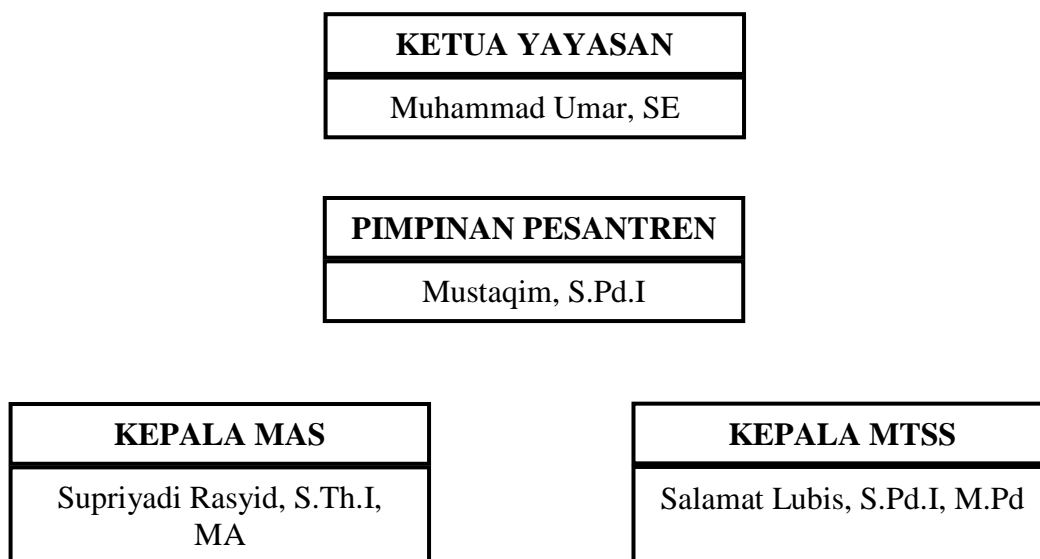 KETUA YAYASAN
Muhammad Umar, SE
PIMPINAN PESANTREN
Mustaqim, S.Pd.I
KEPALA MAS
Supriyadi Rasyid, S.Th.I,
MA
KEPALA MTSS
Salamat Lubis, S.Pd.I, M.Pd